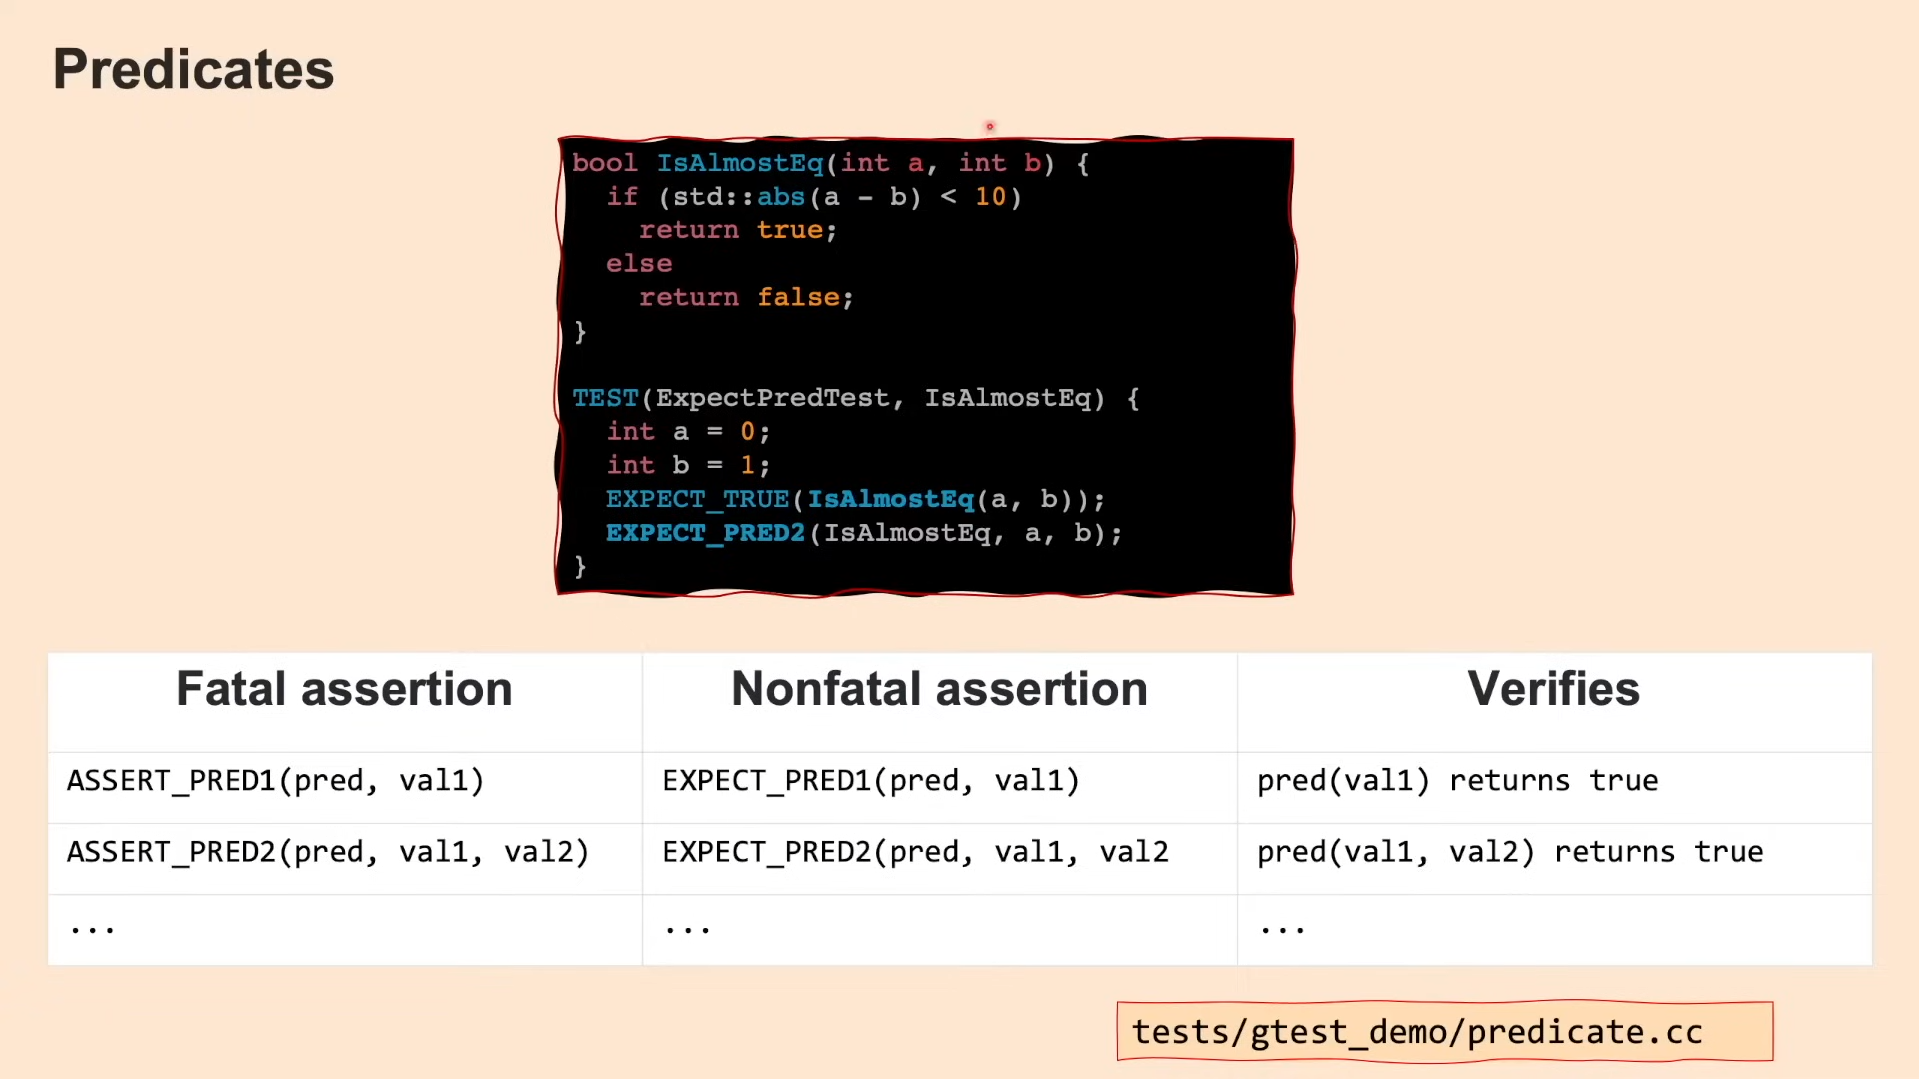 Predicates
bool IsAlmostEq(int a, int b) {
  if (std::abs(a - b) < 10)
    return true;
  else
    return false;
}
TEST(ExpectPredTest, IsAlmostEq) {
  int a = 0;
  int b = 1;
  EXPECT_TRUE(IsAlmostEq(a, b));
  EXPECT_PRED2(IsAlmostEq, a, b);
}
Fatal assertion Nonfatal assertion Verifies
ASSERT_PRED1(pred, val1) EXPECT_PRED1(pred, val1) pred(val1) returns true
ASSERT_PRED2(pred, val1, val2) EXPECT_PRED2(pred, val1, val2 pred(val1, val2) returns true
... ... ...
tests/gtest_demo/predicate.cc